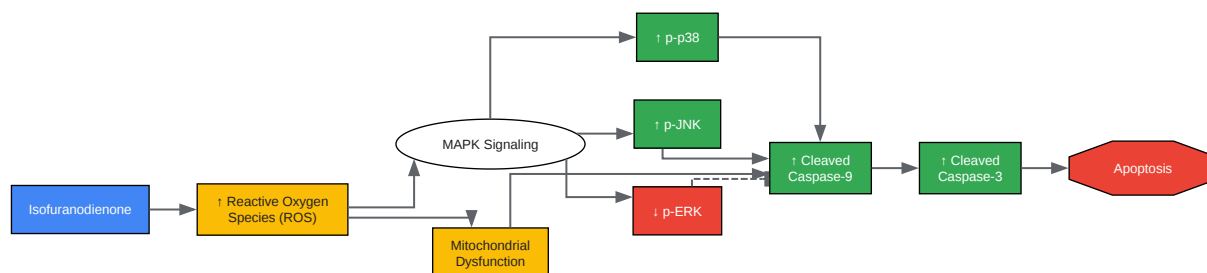 ↑ p-p38
↑ p-JNK
MAPK Signaling
↑ Cleaved
Caspase-9
↑ Cleaved
Caspase-3
Apoptosis
Isofuranodienone
↑ Reactive Oxygen
Species (ROS)
↓ p-ERK
Mitochondrial
Dysfunction